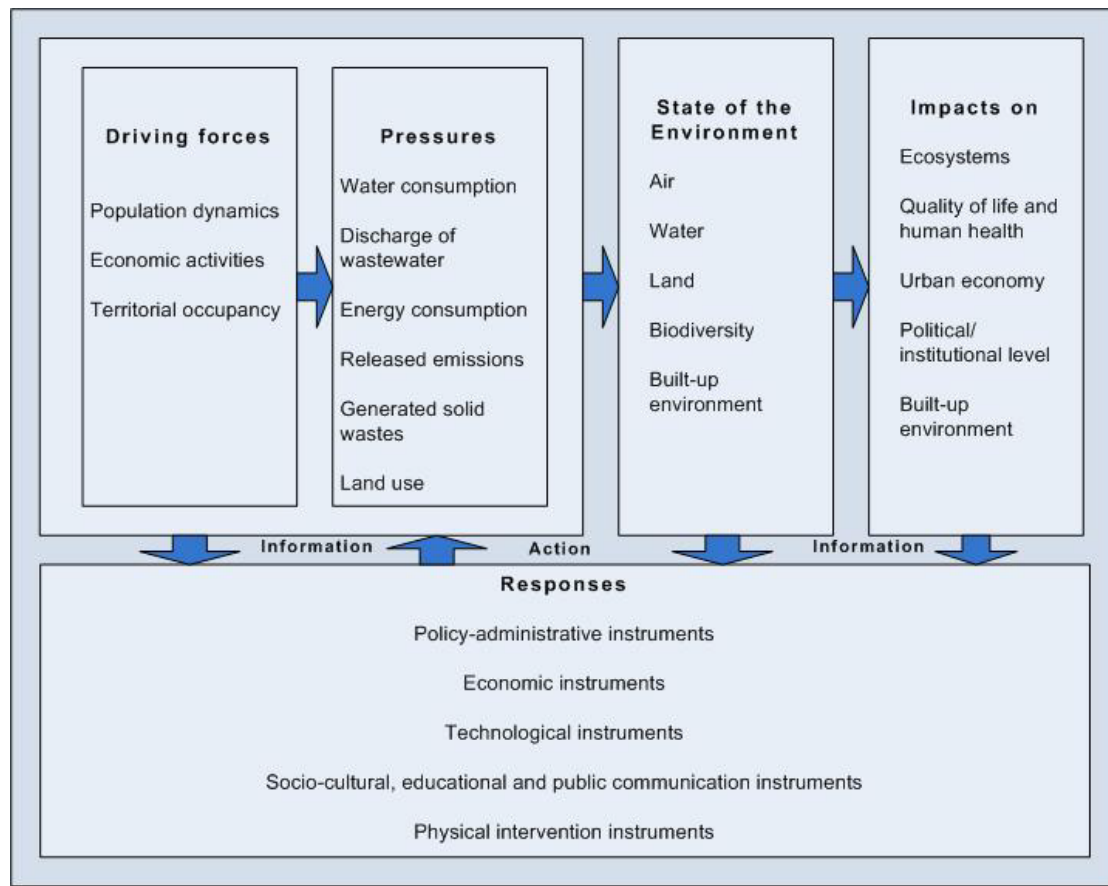 Driving forces
Population dynamics
Economic activities
Territorial occupancy
Pressures
Water consumption
Discharge of
wastewater
Energy consumption
Released emissions
Generated solid
wastes
Land use
State of the
Environment
Air
Water
Land
Biodiversity
Built-up
environment
Impacts on
Ecosystems
Quality of life and
human health
Urban economy
Political/
institutional level
Built-up
environment
Information
Action
Information
Responses
Policy-administrative instruments
Economic instruments
Technological instruments
Socio-cultural, educational and public communication instruments
Physical intervention instruments